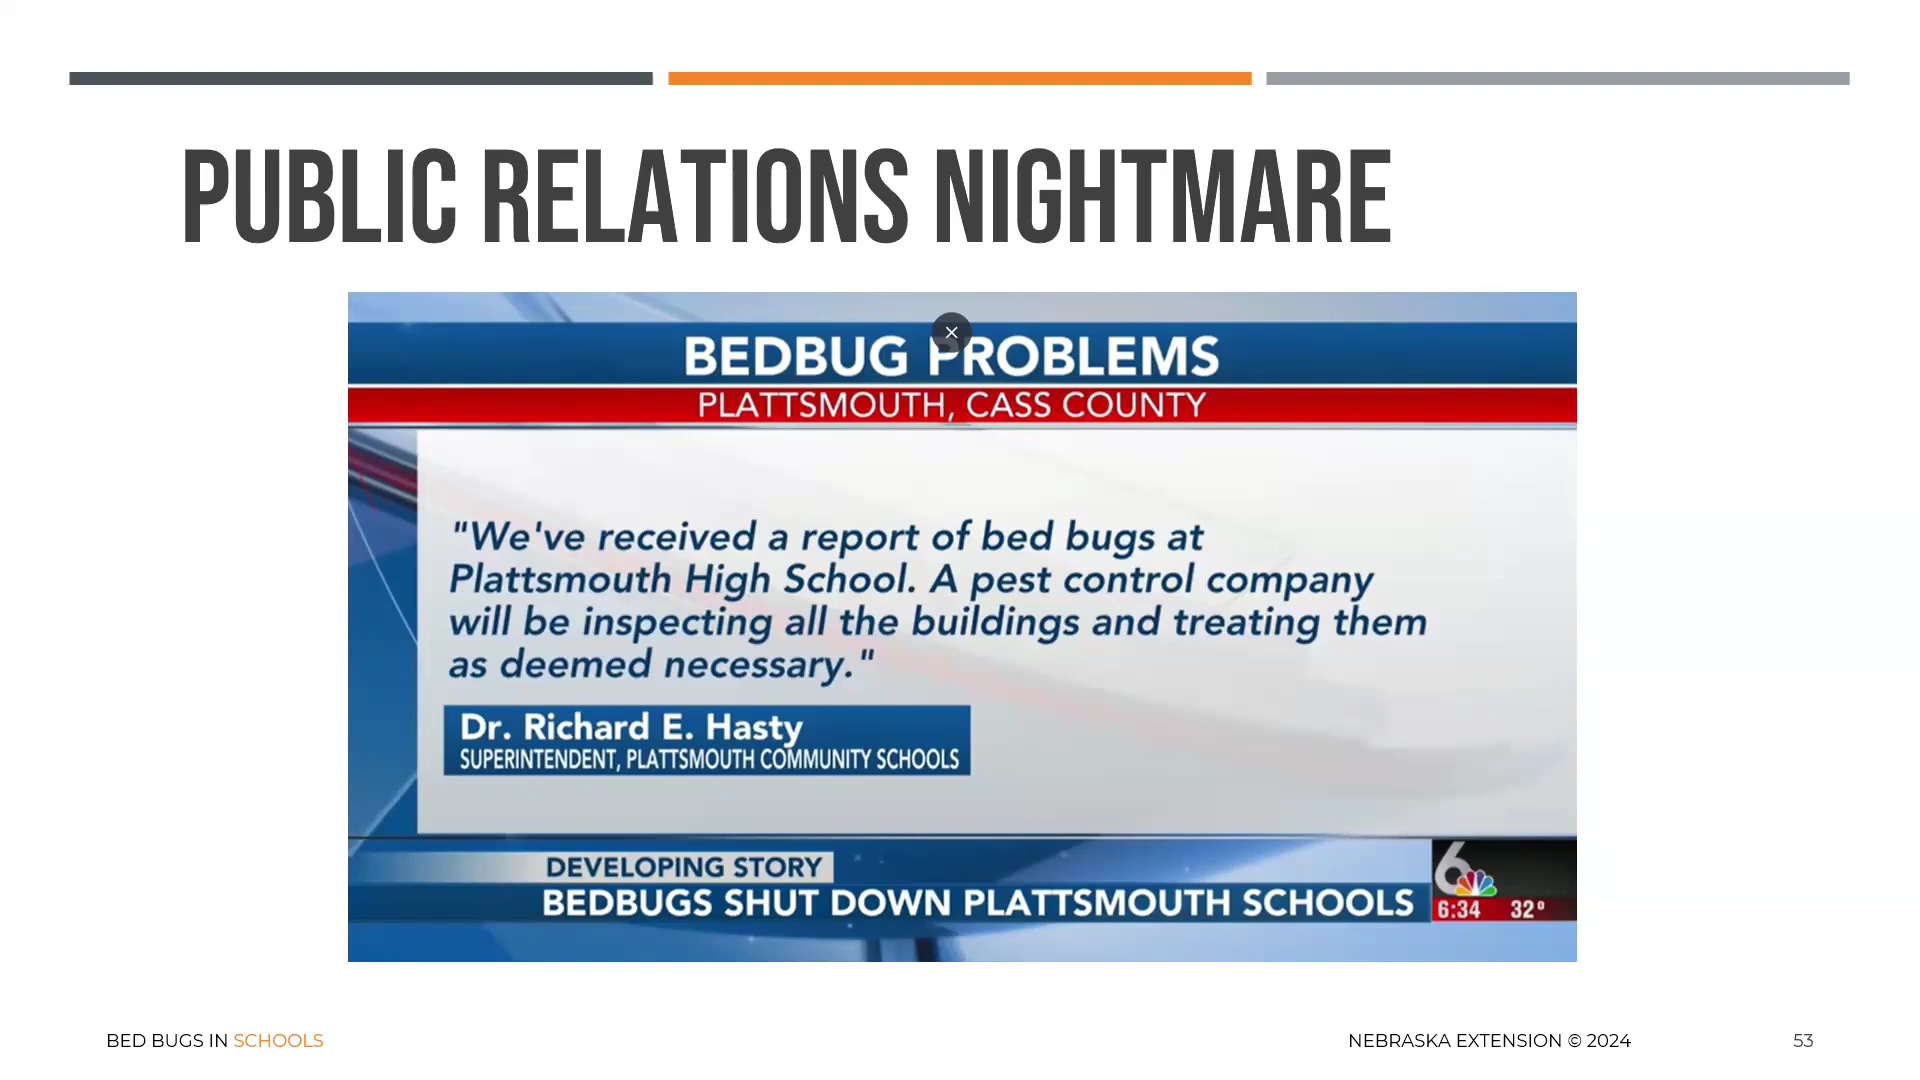 PUBLIC RELATIONS NIGHTMARE
BEDBUG PROBLEMS
PLATTSMOUTH, CASS COUNTY
"We've received a report of bed bugs at
Plattsmouth High School. A pest control company
will be inspecting all the buildings and treating them
as deemed necessary."
Dr. Richard E. Hasty
SUPERINTENDENT, PLATTSMOUTH COMMUNITY SCHOOLS
DEVELOPING STORY
BEDBUGS SHUT DOWN PLATTSMOUTH SCHOOLS
6
6:34 32°
BED BUGS IN SCHOOLS
NEBRASKA EXTENSION © 2024
53